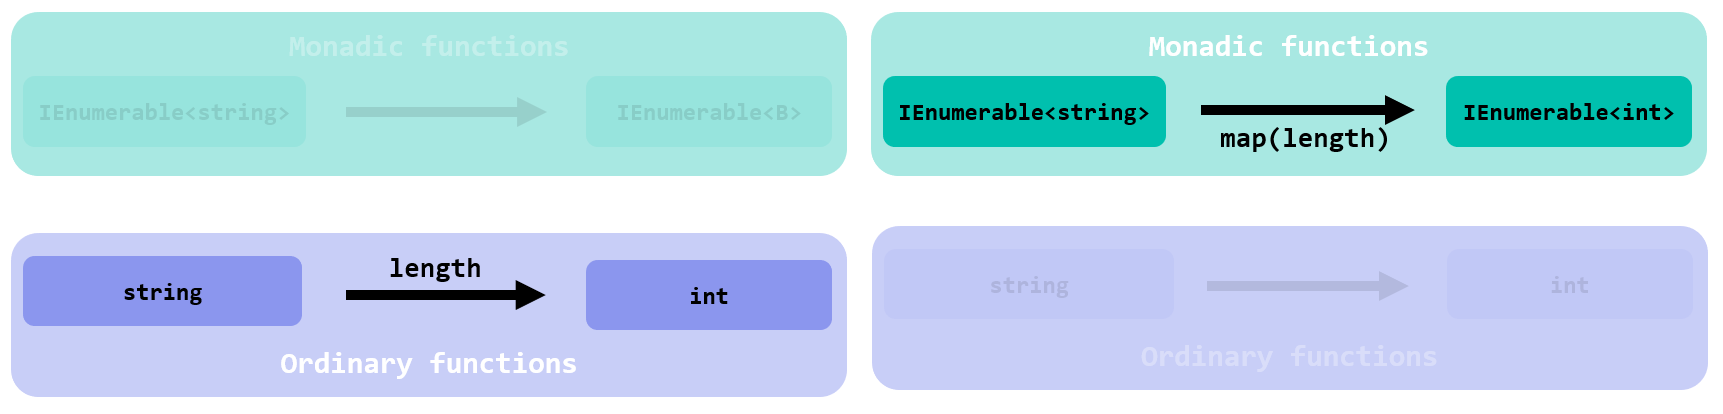 Monadic functions
IEnumerable<string>
IEnumerable<B>
length
string
int
Ordinary functions
Monadic functions
IEnumerable<string>
map(length)
IEnumerable<int>
string
int
Ordinary functions